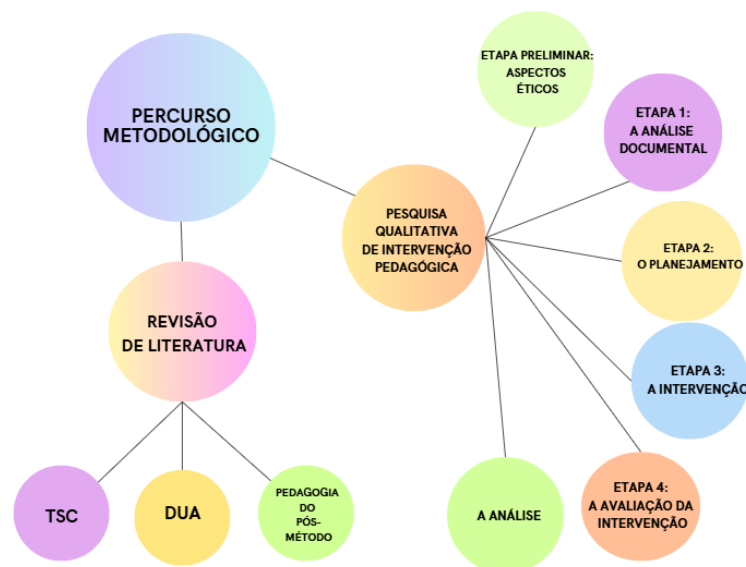 PERCURSO
METODOLÓGICO
REVISÃO
DE LITERATURA
TSC
DUA
PEDAGOGIA
DO
PÓS-
MÉTODO
PESQUISA
QUALITATIVA
DE INTERVENÇÃO
PEDAGÓGICA
ETAPA PRELIMINAR:
ASPECTOS
ÉTICOS
ETAPA 1:
A ANÁLISE
DOCUMENTAL
ETAPA 2:
O PLANEJAMENTO
ETAPA 3:
A INTERVENÇÃO
ETAPA 4:
A AVALIAÇÃO DA
INTERVENÇÃO
A ANÁLISE